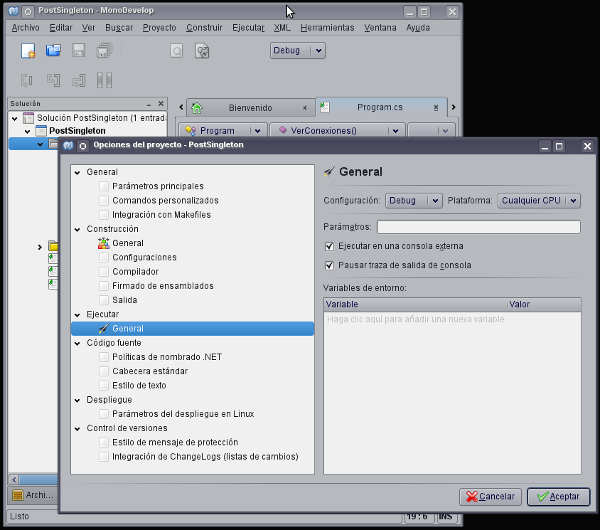 PostSingleton - MonoDevelop
Archivo Editar Ver Buscar Proyecto Construir Ejecutar XML Herramientas Ventana Ayuda
Debug
Solución
Bienvenido
Program.cs
Solución PostSingleton (1 entrada
PostSingleton
Program
VerConexiones()
Opciones del proyecto - PostSingleton
General
Parámetros principales
Comandos personalizados
Integración con Makefiles
Construcción
General
Configuraciones
Compilador
Firmado de ensamblados
Salida
Ejecutar
General
Código fuente
Políticas de nombrado .NET
Cabecera estándar
Estilo de texto
Despliegue
Parámetros del despliegue en Linux
Control de versiones
Estilo de mensaje de protección
Integración de ChangeLogs (listas de cambios)
General
Configuración: Debug Plataforma: Cualquier CPU
Parámetros:
Ejecutar en una consola externa
Pausar traza de salida de consola
Variables de entorno:
Variable Valor
Haga clic aquí para añadir una nueva variable
Cancelar Aceptar
Archi...
Listo
19 : 6 INS